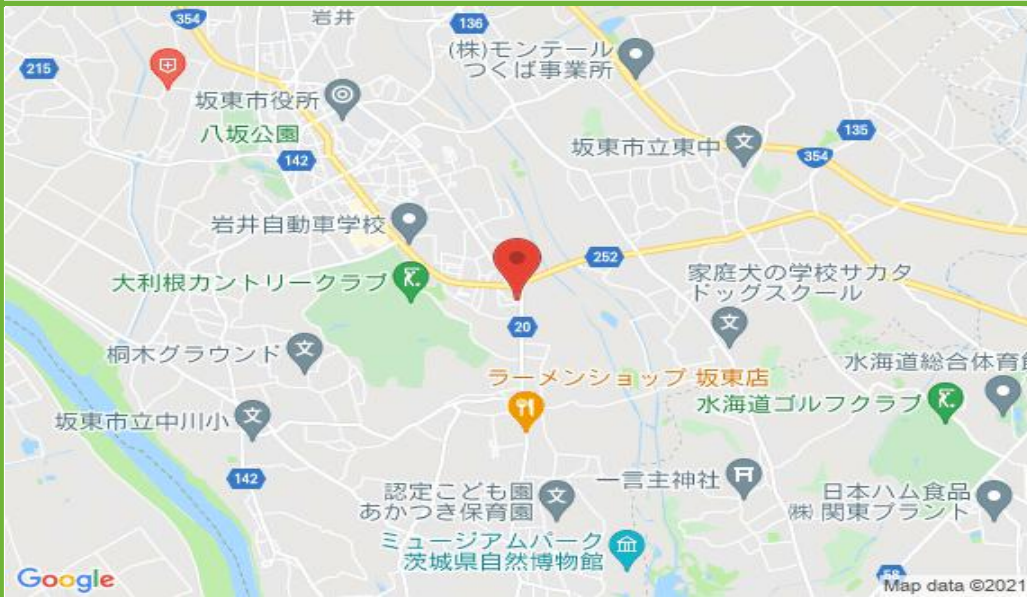 354
岩井
136
(株)モンテール
つくば事業所
215
坂東市役所
八坂公園
142
坂東市立東中
135
354
岩井自動車学校
252
大利根カントリークラブ
家庭犬の学校サカタ
ドッグスクール
20
桐木グラウンド
水海道総合体育館
ラーメンショップ 坂東店
水海道ゴルフクラブ
坂東市立中川小
142
一言主神社
認定こども園
あかつき保育園
日本ハム食品
㈱関東プラント
ミュージアムパーク
茨城県自然博物館
58
Google
Map data ©2021